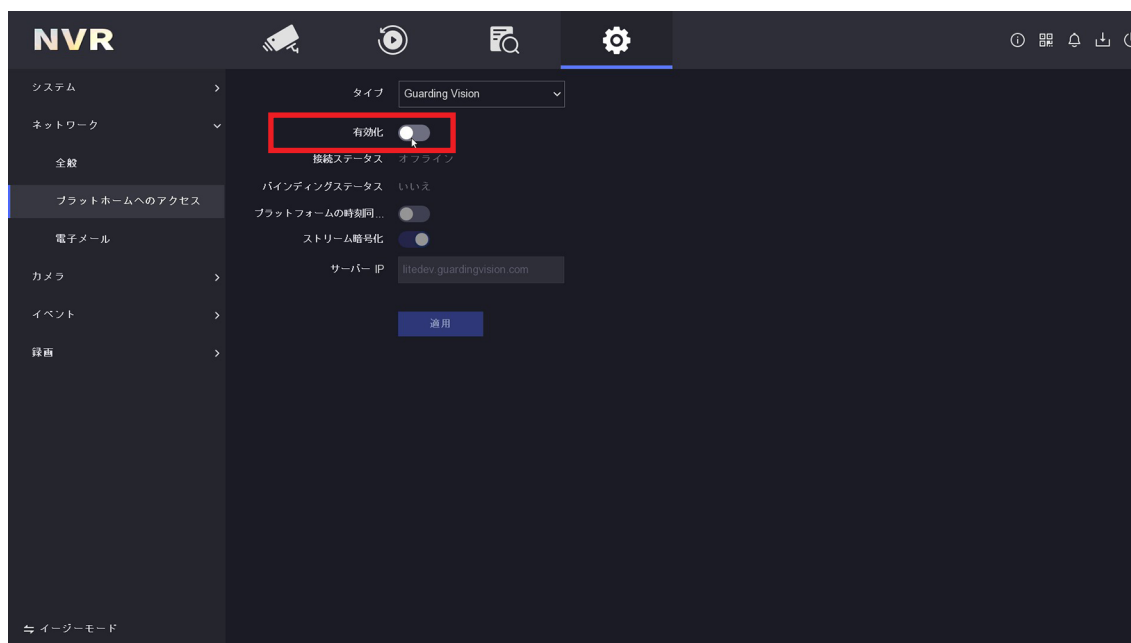 NVR
システム
ネットワーク
全般
プラットホームへのアクセス
電子メール
カメラ
イベント
録画
イージーモード
タイプ Guarding Vision
有効化
接続ステータス オフライン
バインディングステータス いいえ
プラットフォームの時刻同...
ストリーム暗号化
サーバー IP litedev.guardingvision.com
適用